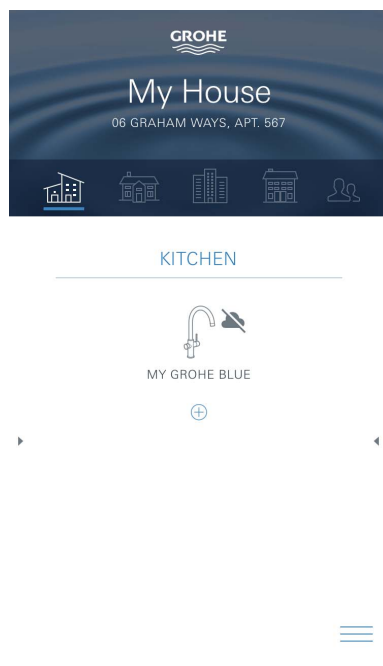 GROHE
My House
06 GRAHAM WAYS, APT. 567
KITCHEN
MY GROHE BLUE